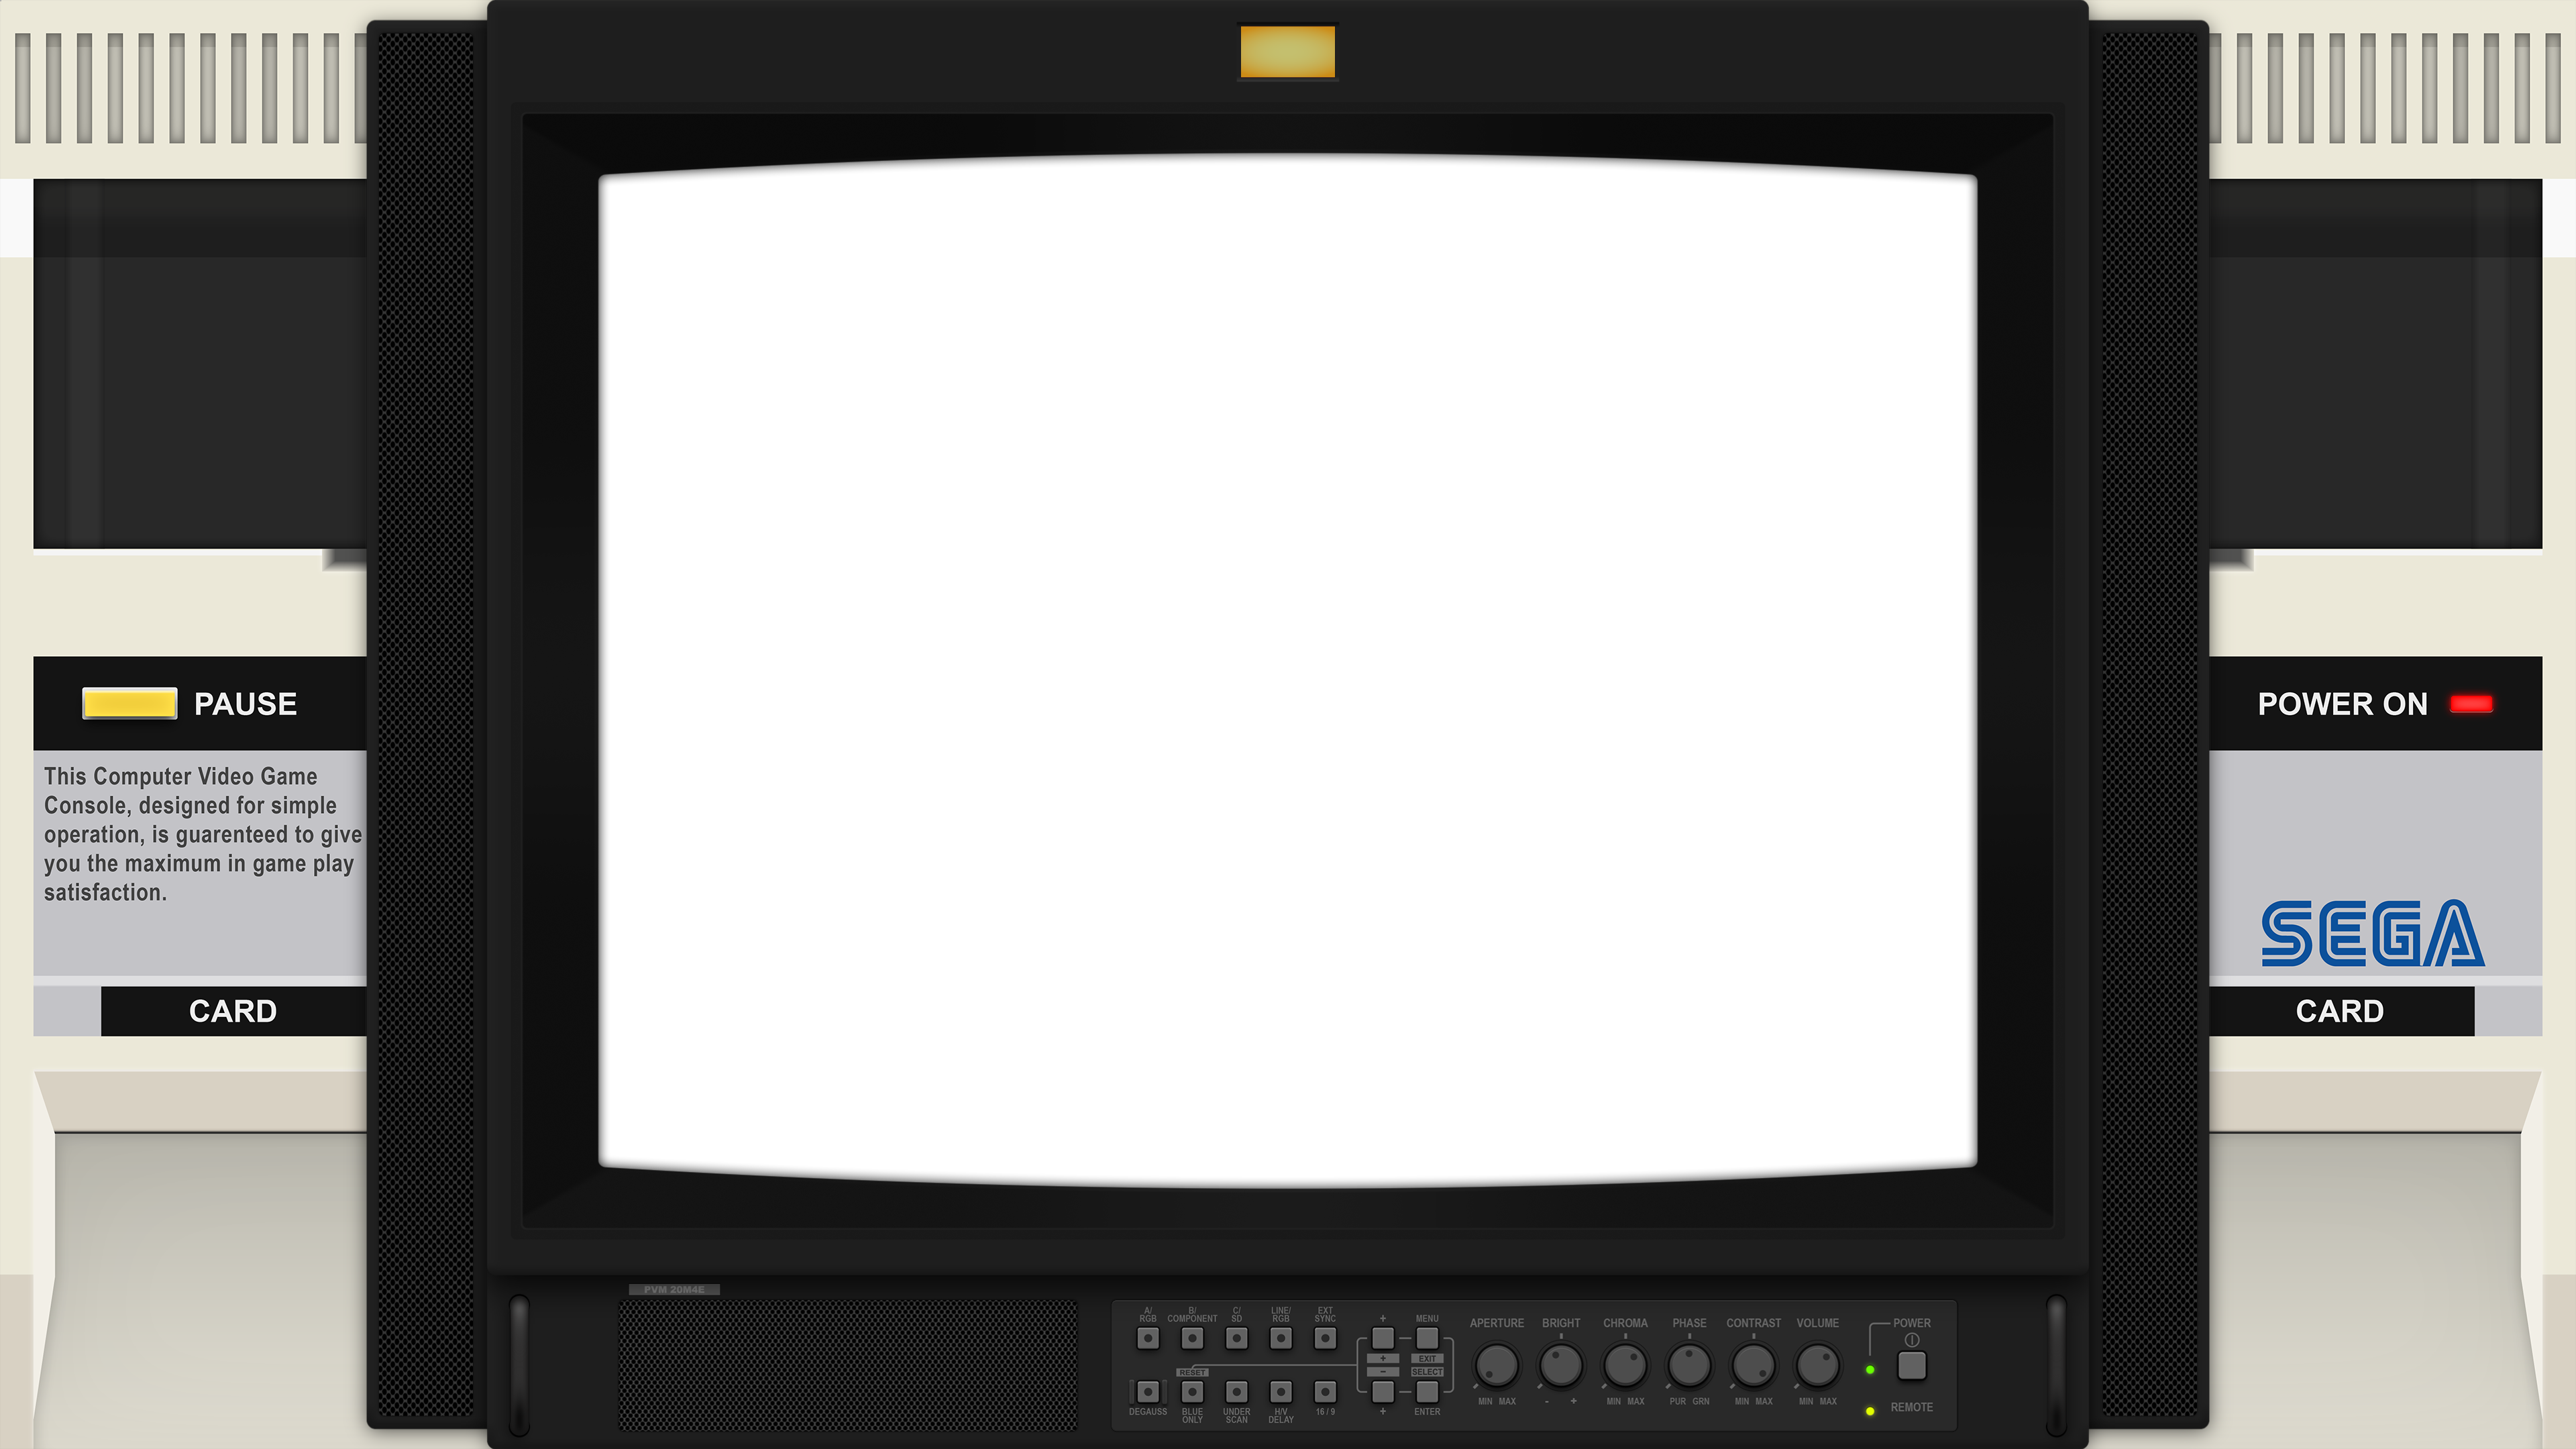 PAUSE
This Computer Video Game
Console, designed for simple
operation, is guarenteed to give
you the maximum in game play
satisfaction.
CARD
POWER ON
SEGA
CARD
PVM 20M4E
A/
RGB
B/
COMPONENT
C/
SD
LINE/
RGB
EXT
SYNC
+
MENU
+
EXIT
RESET
−
SELECT
DEGAUSS
BLUE
ONLY
UNDER
SCAN
H/V
DELAY
16 / 9
+
ENTER
APERTURE
MIN MAX
BRIGHT
- +
CHROMA
MIN MAX
PHASE
PUR GRN
CONTRAST
MIN MAX
VOLUME
MIN MAX
POWER
REMOTE